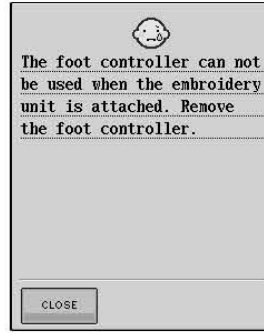 The foot controller can not
be used when the embroidery
unit is attached. Remove
the foot controller.
CLOSE